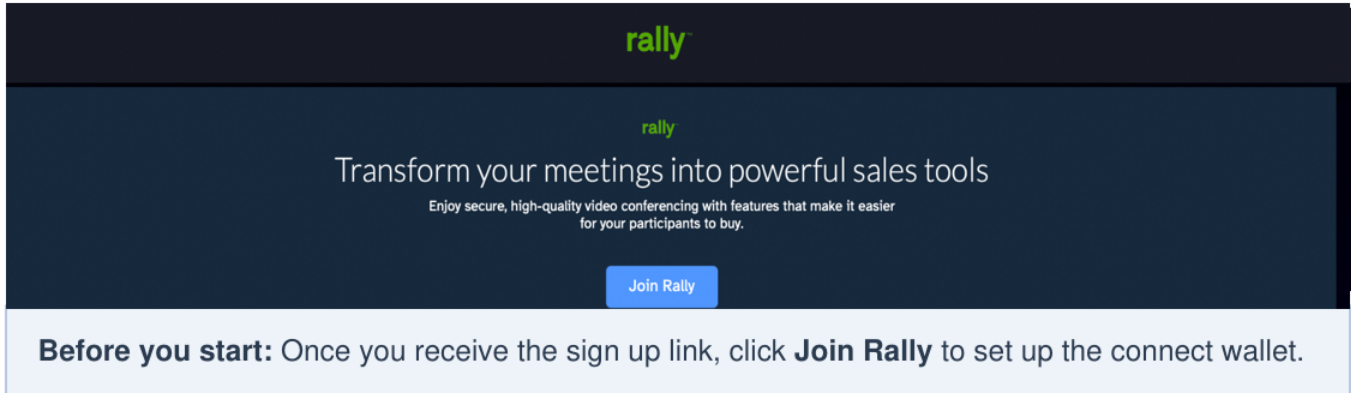 rally
rally
Transform your meetings into powerful sales tools
Enjoy secure, high-quality video conferencing with features that make it easier
for your participants to buy.
Join Rally
Before you start: Once you receive the sign up link, click Join Rally to set up the connect wallet.